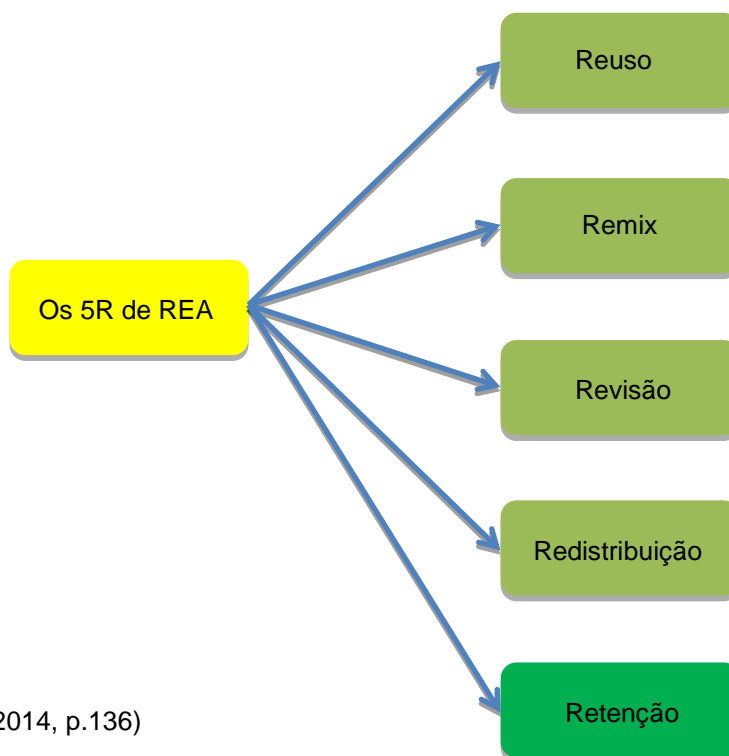 Reuso
Remix
Os 5R de REA
Revisão
Redistribuição
Retenção
2014, p.136)